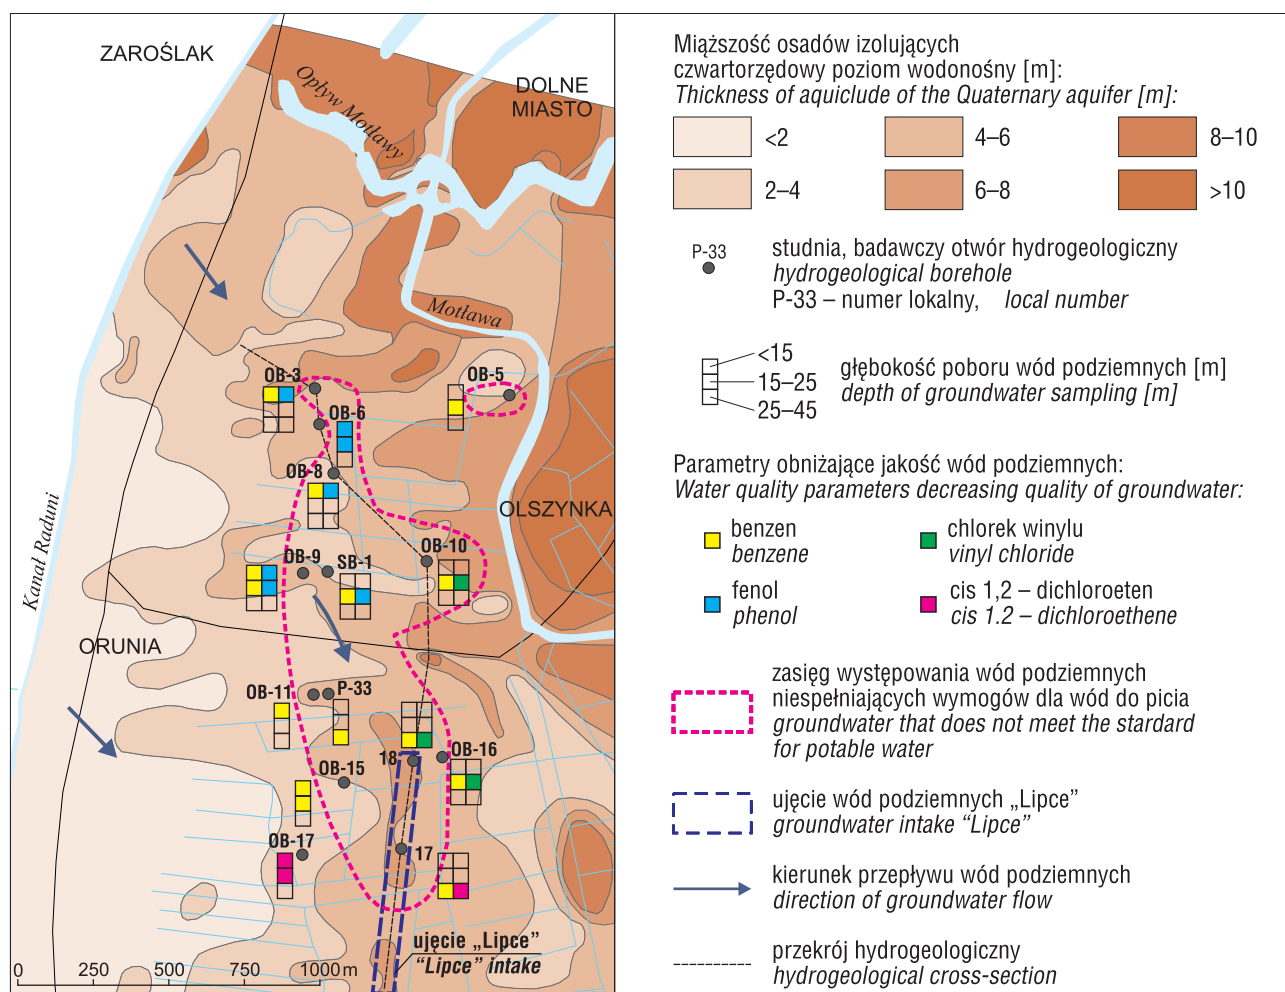 ZAROŚLAK
DOLNE
MIASTO
Opływ Motławy
Motława
OB-3
OB-5
OB-6
OB-8
OLSZYNKA
Kanał Raduni
OB-9
SB-1
OB-10
ORUNIA
OB-11
P-33
18
OB-16
OB-15
OB-17
17
ujęcie „Lipce”
“Lipce” intake
0 250 500 750 1000 m
Miąższość osadów izolujących
czwartorzędowy poziom wodonośny [m]:
Thickness of aquiclude of the Quaternary aquifer [m]:
<2 4–6 8–10
2–4 6–8 >10
P-33
studnia, badawczy otwór hydrogeologiczny
hydrogeological borehole
P-33 – numer lokalny, local number
<15
15–25
25–45
głębokość poboru wód podziemnych [m]
depth of groundwater sampling [m]
Parametry obniżające jakość wód podziemnych:
Water quality parameters decreasing quality of groundwater:
benzen
benzene
chlorek winylu
vinyl chloride
fenol
phenol
cis 1,2 – dichloroeten
cis 1.2 – dichloroethene
zasięg występowania wód podziemnych
niespełniających wymogów dla wód do picia
groundwater that does not meet the stardard
for potable water
ujęcie wód podziemnych „Lipce”
groundwater intake “Lipce”
kierunek przepływu wód podziemnych
direction of groundwater flow
przekrój hydrogeologiczny
hydrogeological cross-section